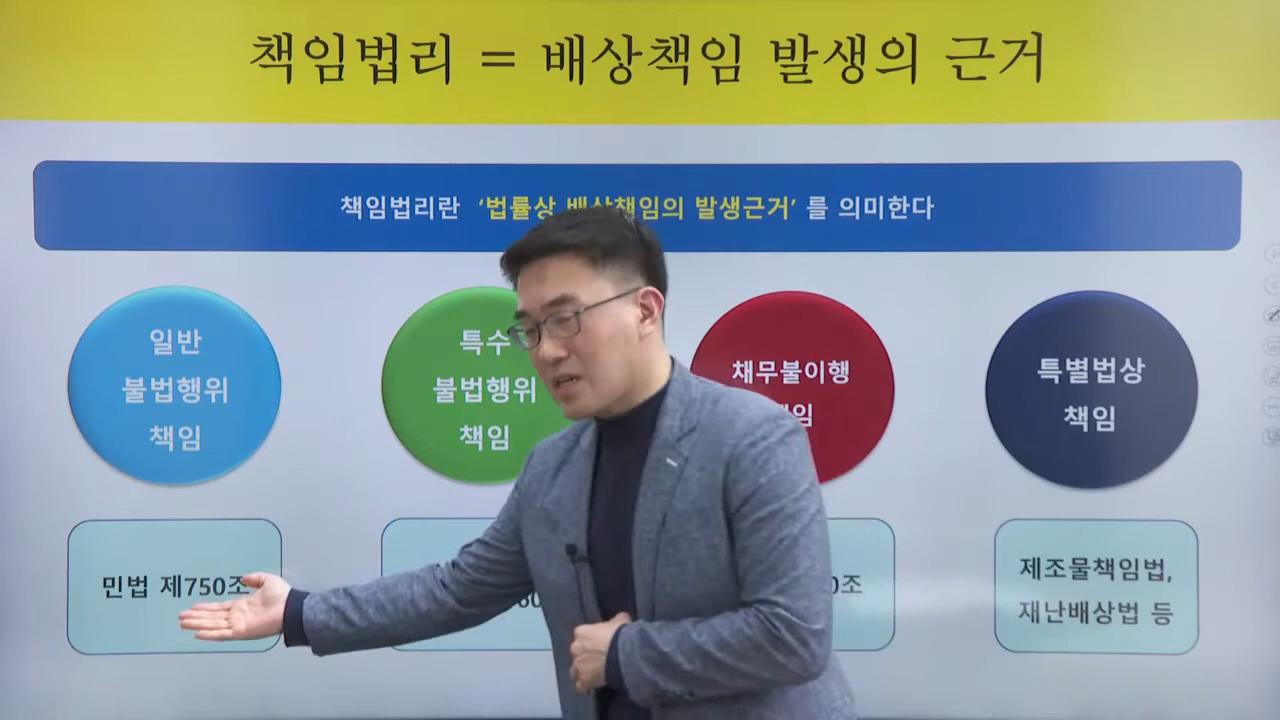 책임법리 = 배상책임 발생의 근거
책임법리란 ‘법률상 배상책임의 발생근거’ 를 의미한다
일반
불법행위
책임
특수
불법행위
책임
채무불이행
특별법상
책임
민법 제750조
제조물책임법,
재난배상법 등